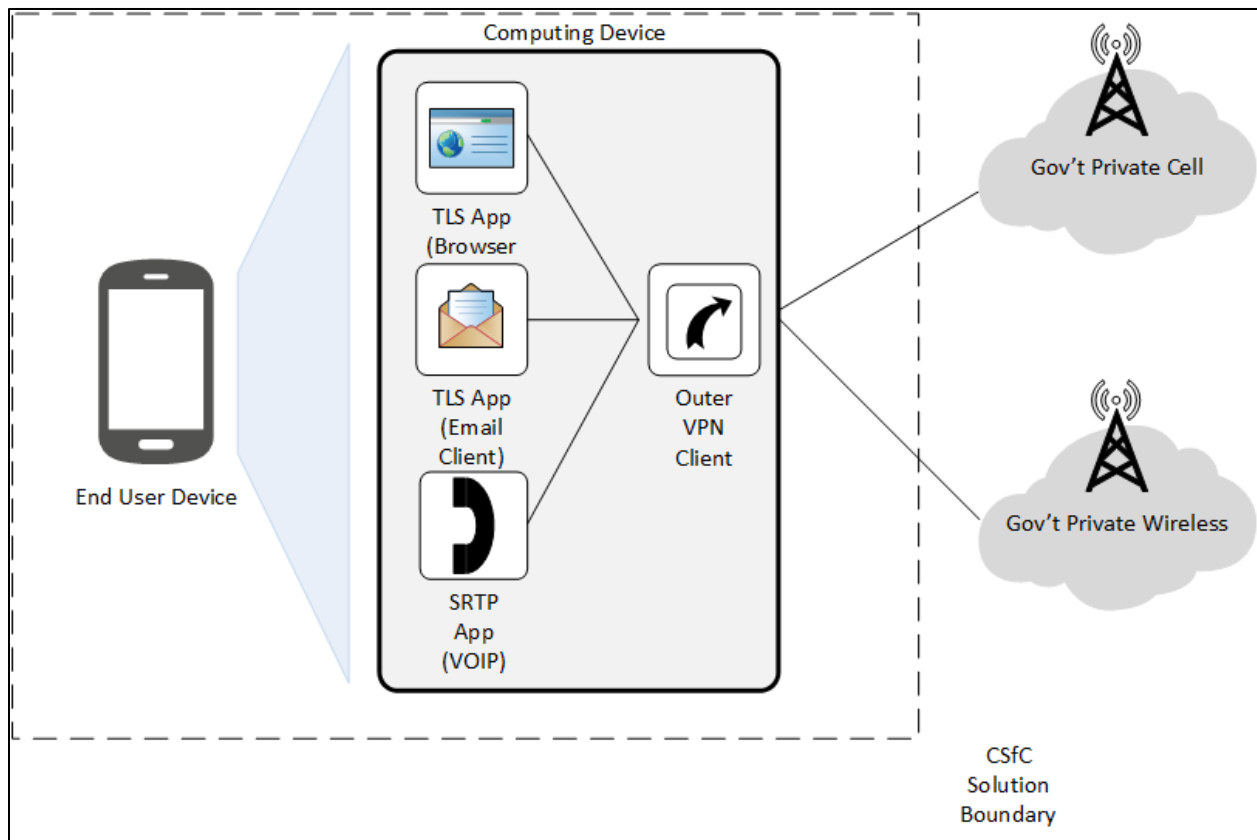 Computing Device
TLS App
(Browser
TLS App
(Email
Client)
SRTP
App
(VOIP)
Outer
VPN
Client
End User Device
Gov't Private Cell
Gov't Private Wireless
CSfC
Solution
Boundary